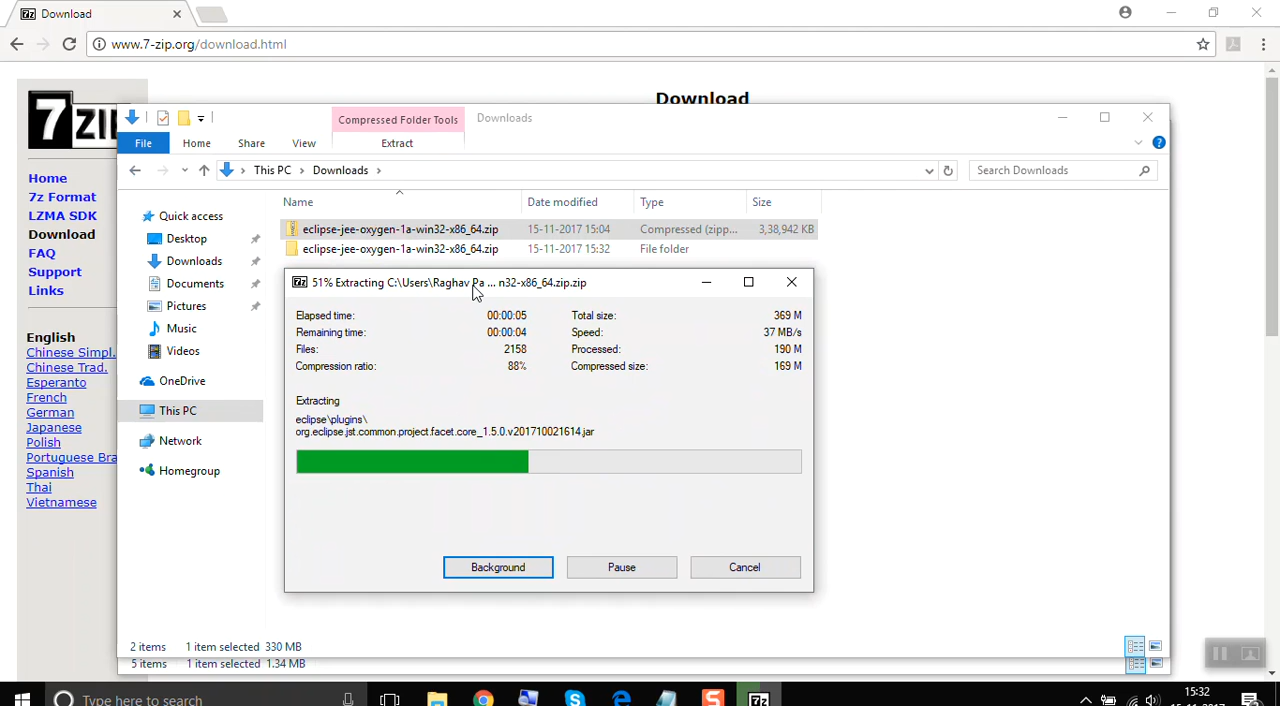 Download
www.7-zip.org/download.html
7ZIP
Download
Home
7z Format
LZMA SDK
Download
FAQ
Support
Links
English
Chinese Simpl.
Chinese Trad.
Esperanto
French
German
Japanese
Polish
Portuguese Bra
Spanish
Thai
Vietnamese
Compressed Folder Tools
Downloads
File
Home
Share
View
Extract
This PC
Downloads
Search Downloads
Name
Date modified
Type
Size
eclipse-jee-oxygen-1a-win32-x86_64.zip
15-11-2017 15:04
Compressed (zipp...
3,38,942 KB
eclipse-jee-oxygen-1a-win32-x86_64.zip
15-11-2017 15:32
File folder
Quick access
Desktop
Downloads
Documents
Pictures
Music
Videos
OneDrive
This PC
Network
Homegroup
7z
51% Extracting C:\Users\Raghav Pa ... n32-x86_64.zip.zip
Elapsed time:
00:00:05
Total size:
369 M
Remaining time:
00:00:04
Speed:
37 MB/s
Files:
2158
Processed:
190 M
Compression ratio:
88%
Compressed size:
169 M
Extracting
eclipse\plugins\
org.eclipse.jst.common.project.facet.core_1.5.0.v201710021614.jar
Background
Pause
Cancel
2 items
1 item selected 330 MB
5 items
1 item selected 1.34 MB
Type here to search
7z
15:32